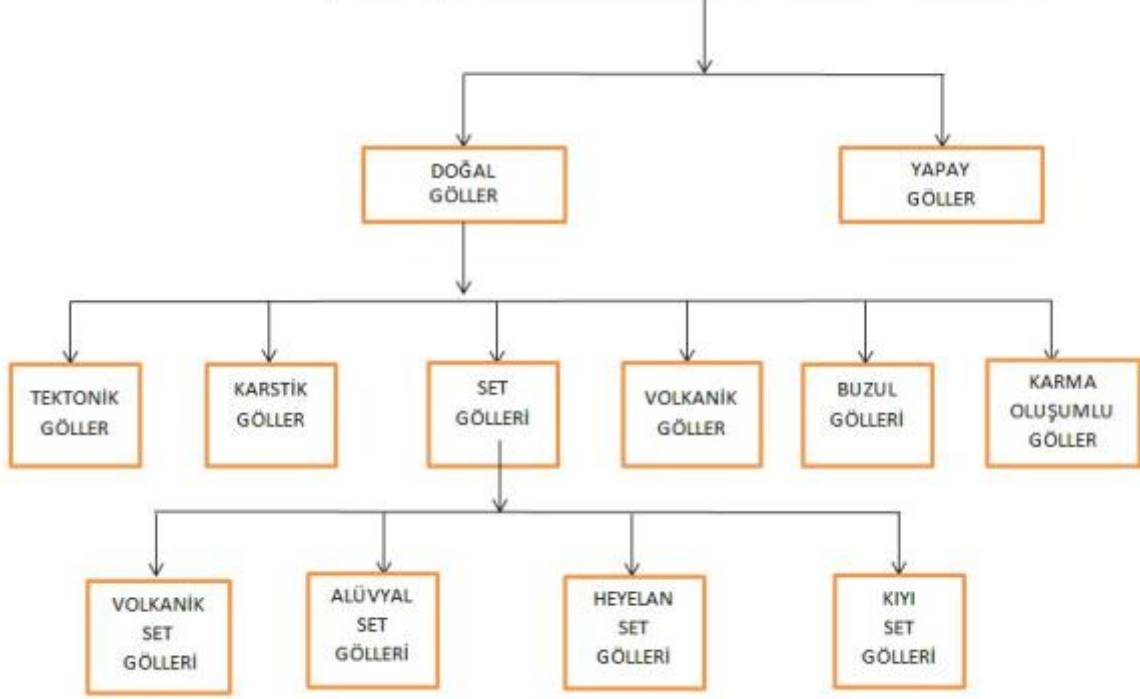 DOĞAL
GÖLLER
YAPAY
GÖLLER
TEKTONİK
GÖLLER
KARSTİK
GÖLLER
SET
GÖLLERİ
VOLKANİK
GÖLLER
BUZUL
GÖLLERİ
KARMA
OLUŞUMLU
GÖLLER
VOLKANİK
SET
GÖLLERİ
ALÜVYAL
SET
GÖLLERİ
HEYELAN
SET
GÖLLERİ
KIYI
SET
GÖLLERİ